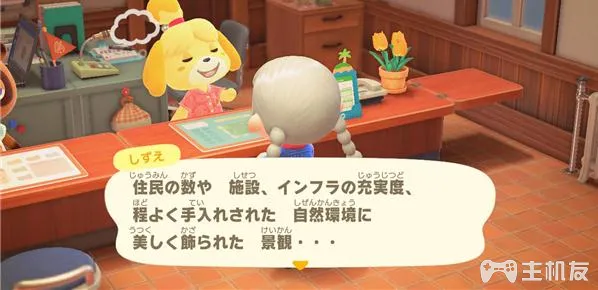 しずえ
住民の数や 施設、インフラの充実度、
程よく手入れされた 自然環境に
美しく飾られた 景観・・・
主机友